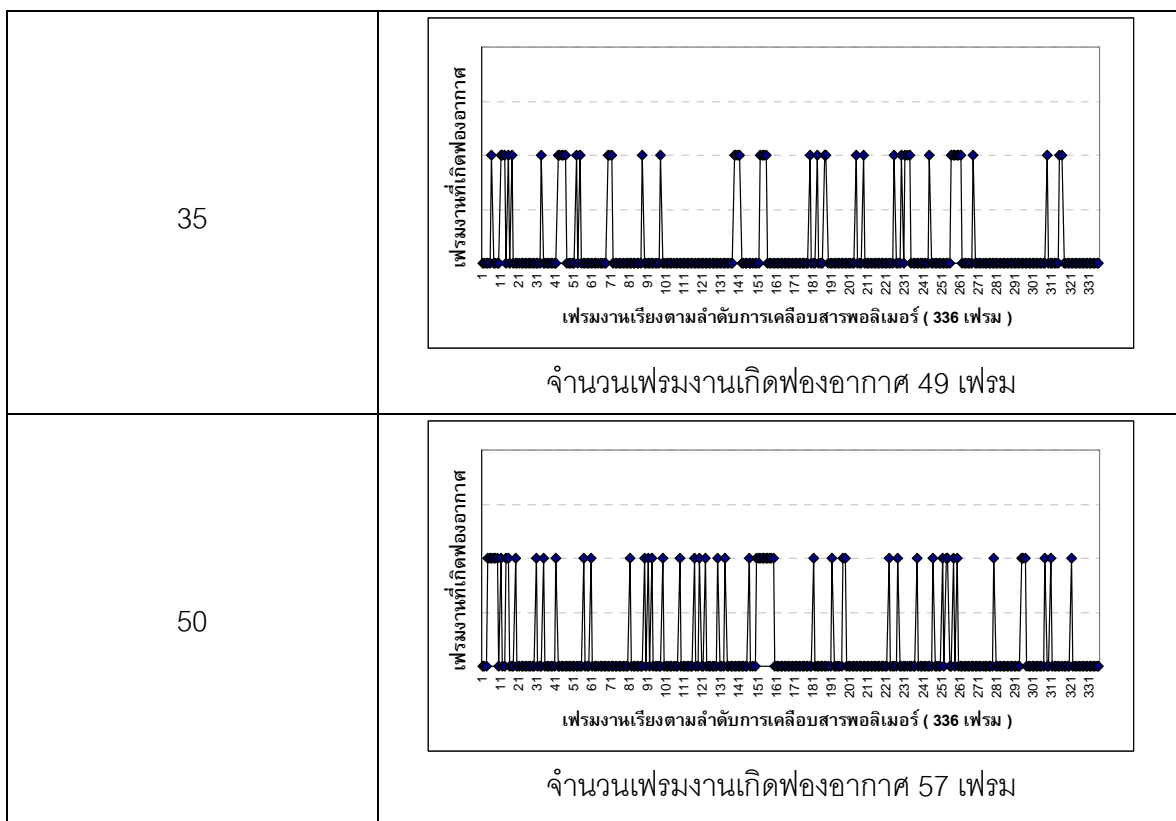 35
เฟรมงานที่เกิดฟองอากาศ
1 11 21 31 41 51 61 71 81 91 101 111 121 131 141 151 161 171 181 191 201 211 221 231 241 251 261 271 281 291 301 311 321 331
เฟรมงานเรียงตามลำดับการเคลือบสารพอลิเมอร์ ( 336 เฟรม )
จำนวนเฟรมงานเกิดฟองอากาศ 49 เฟรม
50
เฟรมงานที่เกิดฟองอากาศ
1 11 21 31 41 51 61 71 81 91 101 111 121 131 141 151 161 171 181 191 201 211 221 231 241 251 261 271 281 291 301 311 321 331
เฟรมงานเรียงตามลำดับการเคลือบสารพอลิเมอร์ ( 336 เฟรม )
จำนวนเฟรมงานเกิดฟองอากาศ 57 เฟรม